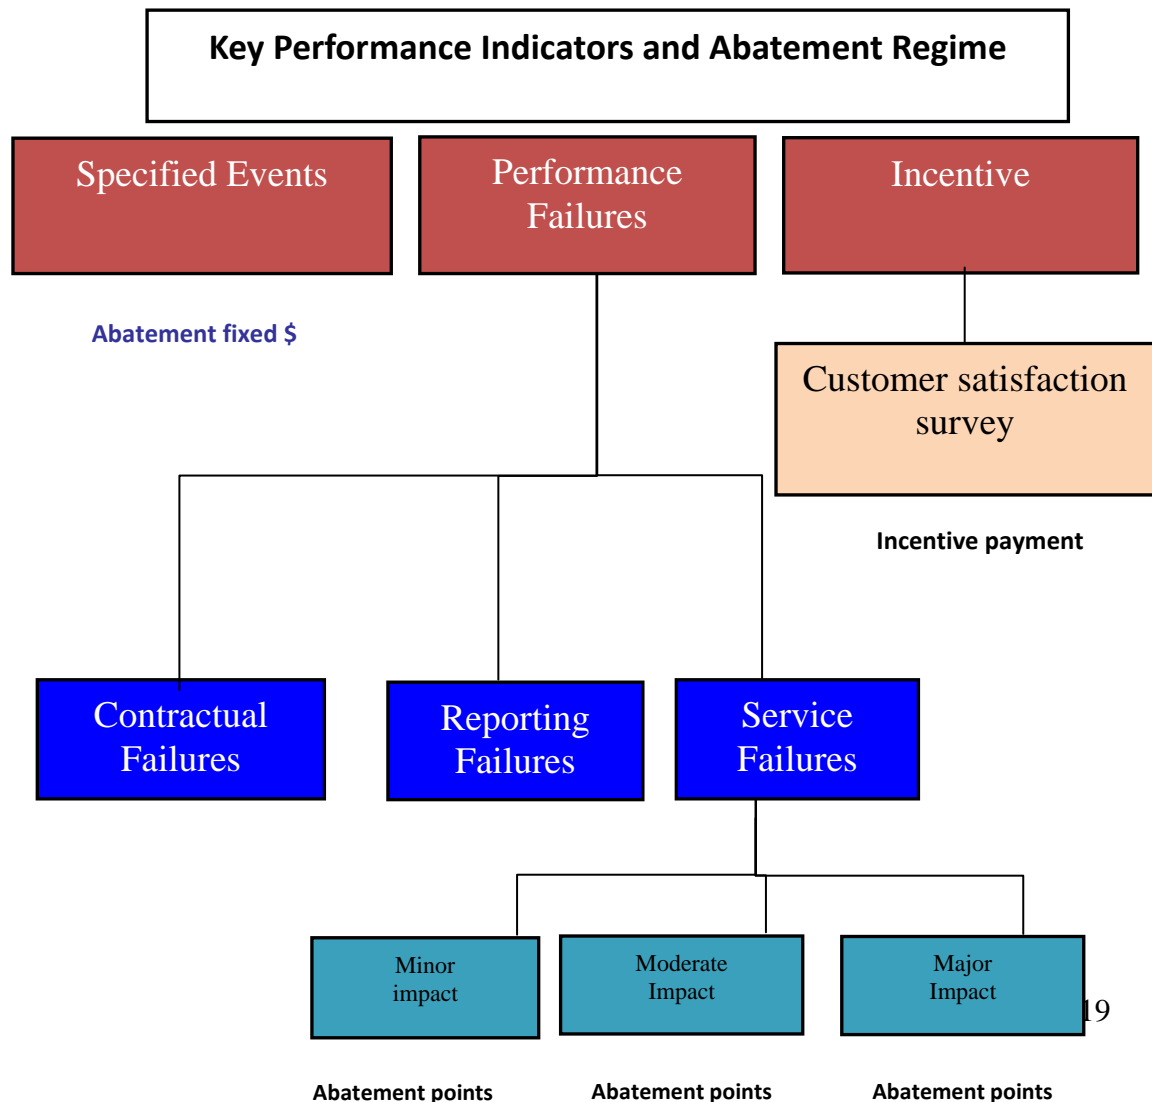 Key Performance Indicators and Abatement Regime
Specified Events
Performance
Failures
Incentive
Abatement fixed $
Customer satisfaction
survey
Incentive payment
Contractual
Failures
Reporting
Failures
Service
Failures
Minor
impact
Moderate
Impact
Major
Impact
19
Abatement points
Abatement points
Abatement points